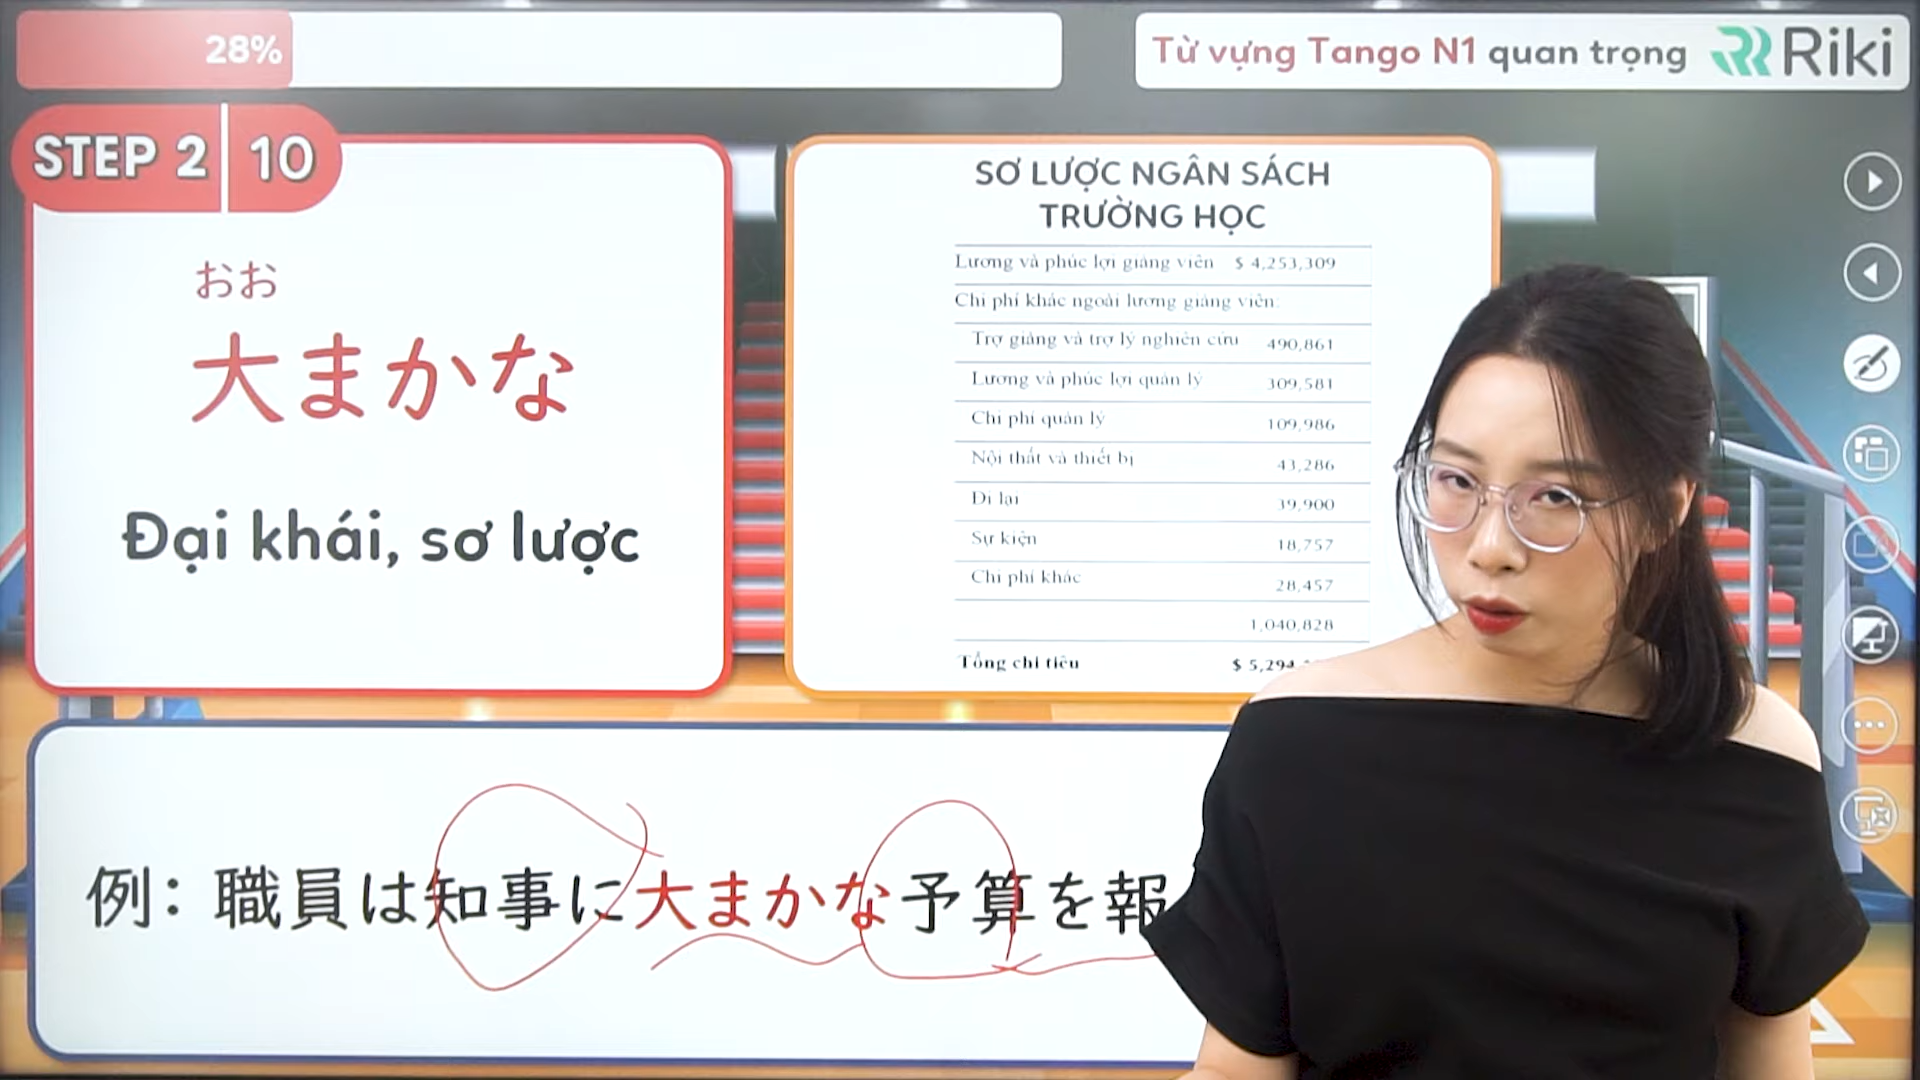 28%
Từ vựng Tango N1 quan trọng
Riki
STEP 2 10
おお
大まかな
Đại khái, sơ lược
SƠ LƯỢC NGÂN SÁCH
TRƯỜNG HỌC
Lương và phúc lợi giảng viên $ 4,253,309
Chi phí khác ngoài lương giảng viên:
Trợ giảng và trợ lý nghiên cứu 490,861
Lương và phúc lợi quản lý 309,581
Chi phí quản lý 109,986
Nội thất và thiết bị 43,286
Đi lại 39,900
Sự kiện 18,757
Chi phí khác 28,457
1,040,828
Tổng chi tiêu $ 5,294
例：職員は知事に大まかな予算を報